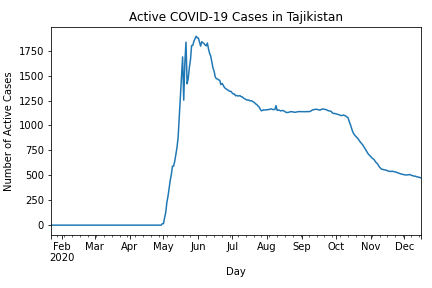 Active COVID-19 Cases in Tajikistan
Number of Active Cases
1750
1500
1250
1000
750
500
250
0
Feb Mar Apr May Jun Jul Aug Sep Oct Nov Dec
2020
Day